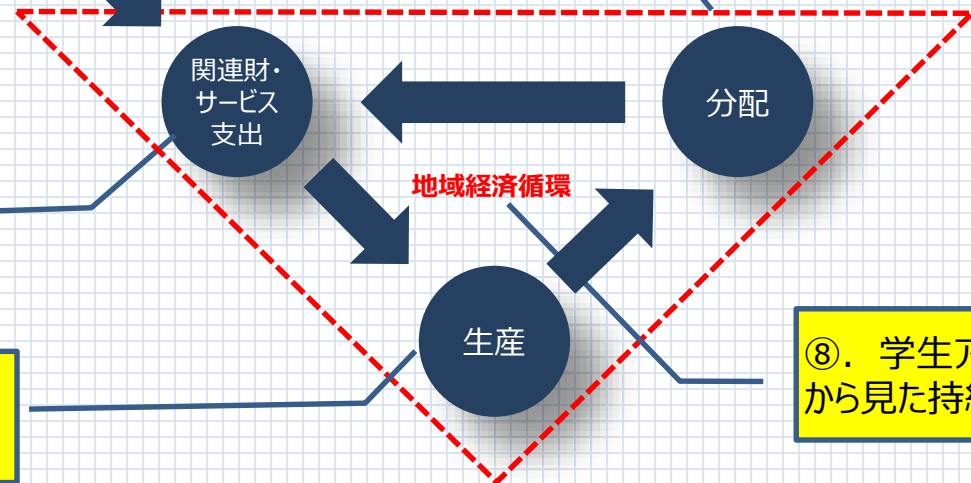 関連財・
サービス
支出
分配
地域経済循環
生産
⑧．学生
から見た持